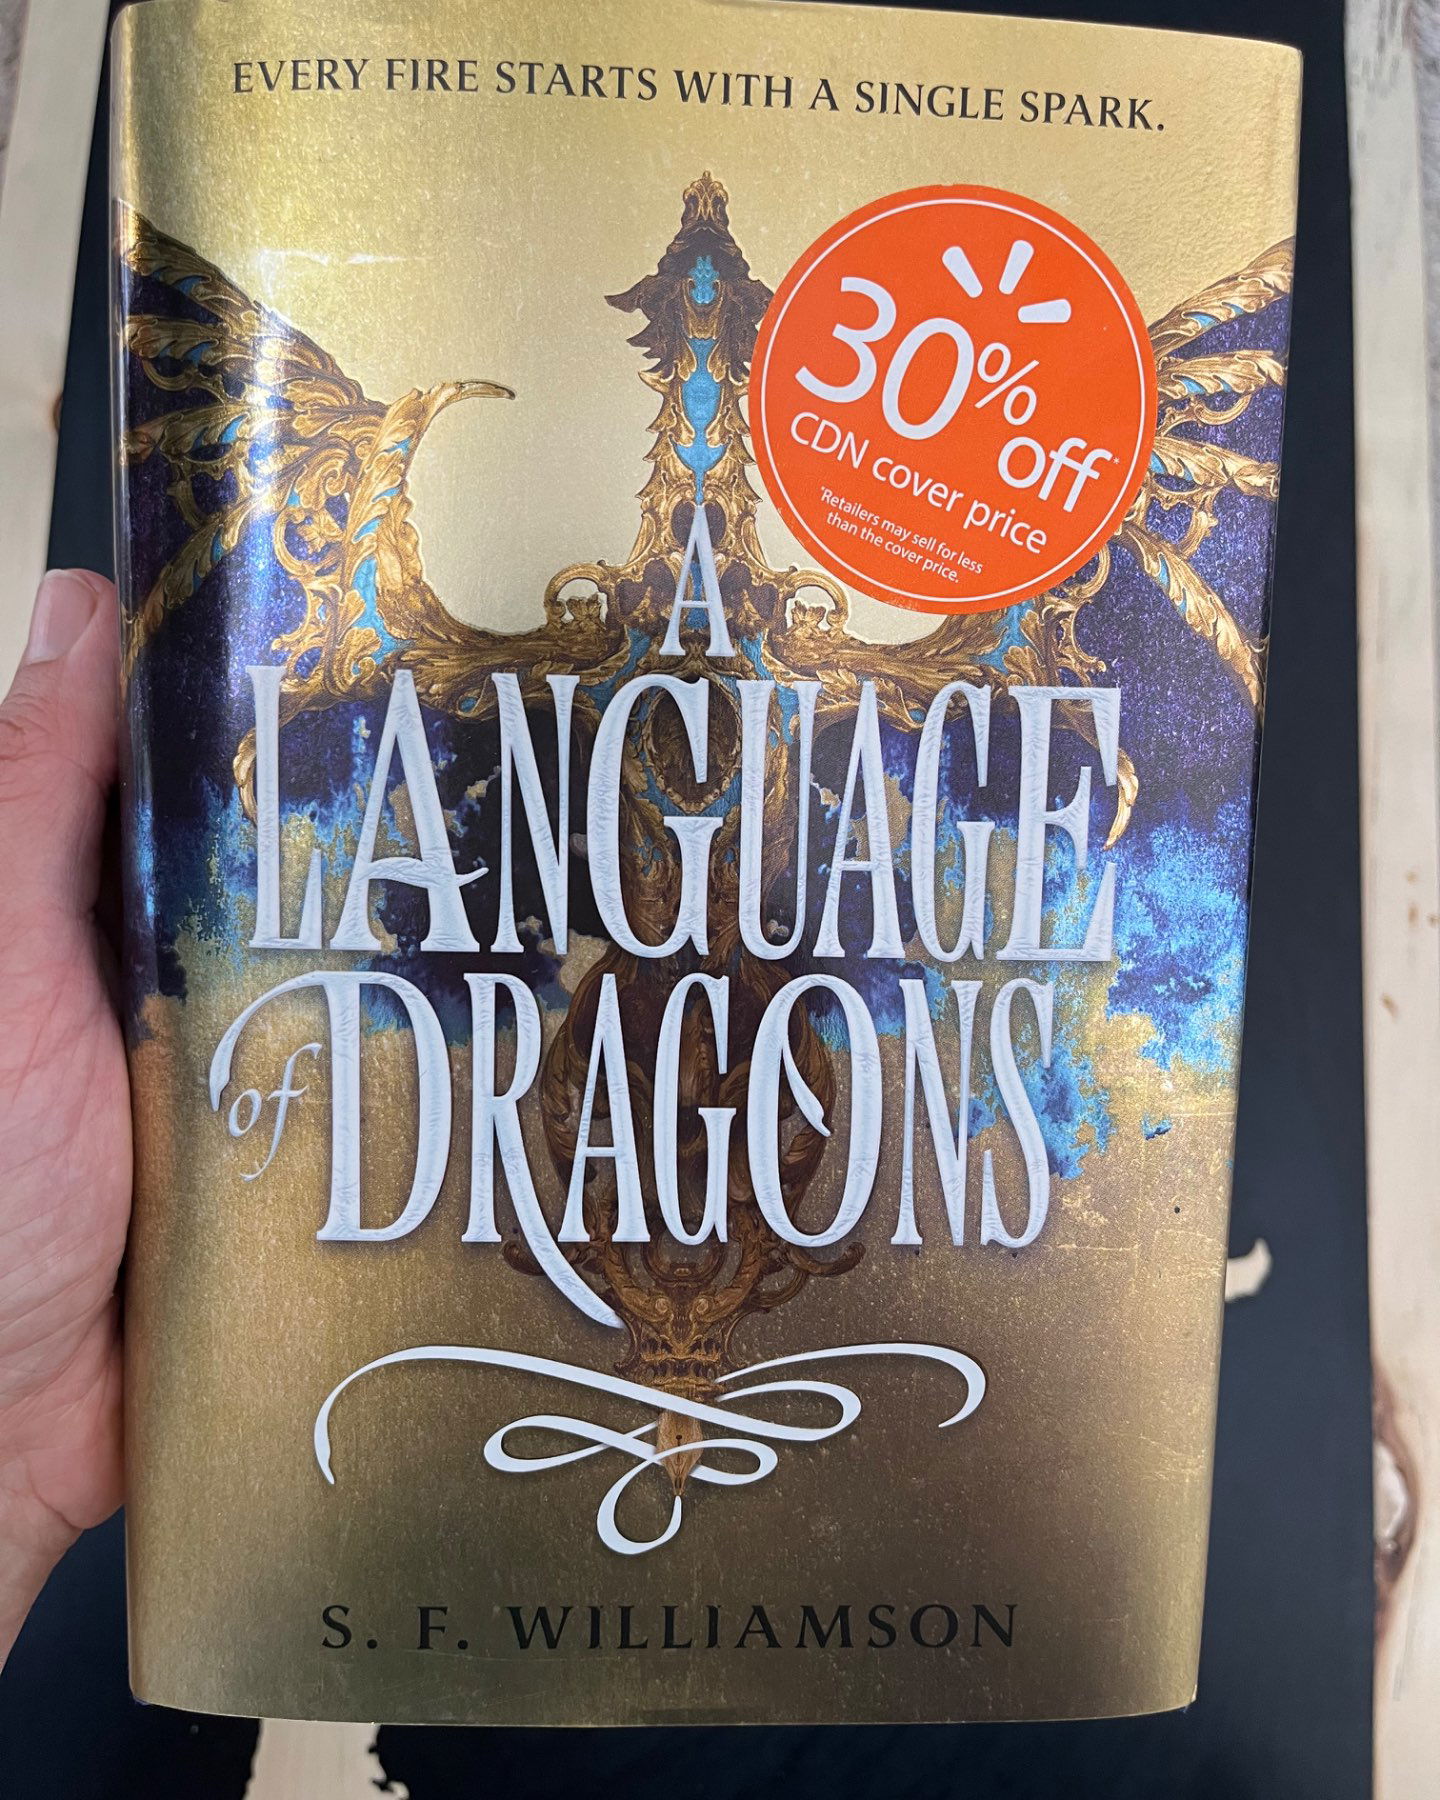 EVERY FIRE STARTS WITH A SINGLE SPARK.
30% off*
CDN cover price
*Retailers may sell for less
than the cover price.
A
LANGUAGE
of DRAGONS
S. F. WILLIAMSON